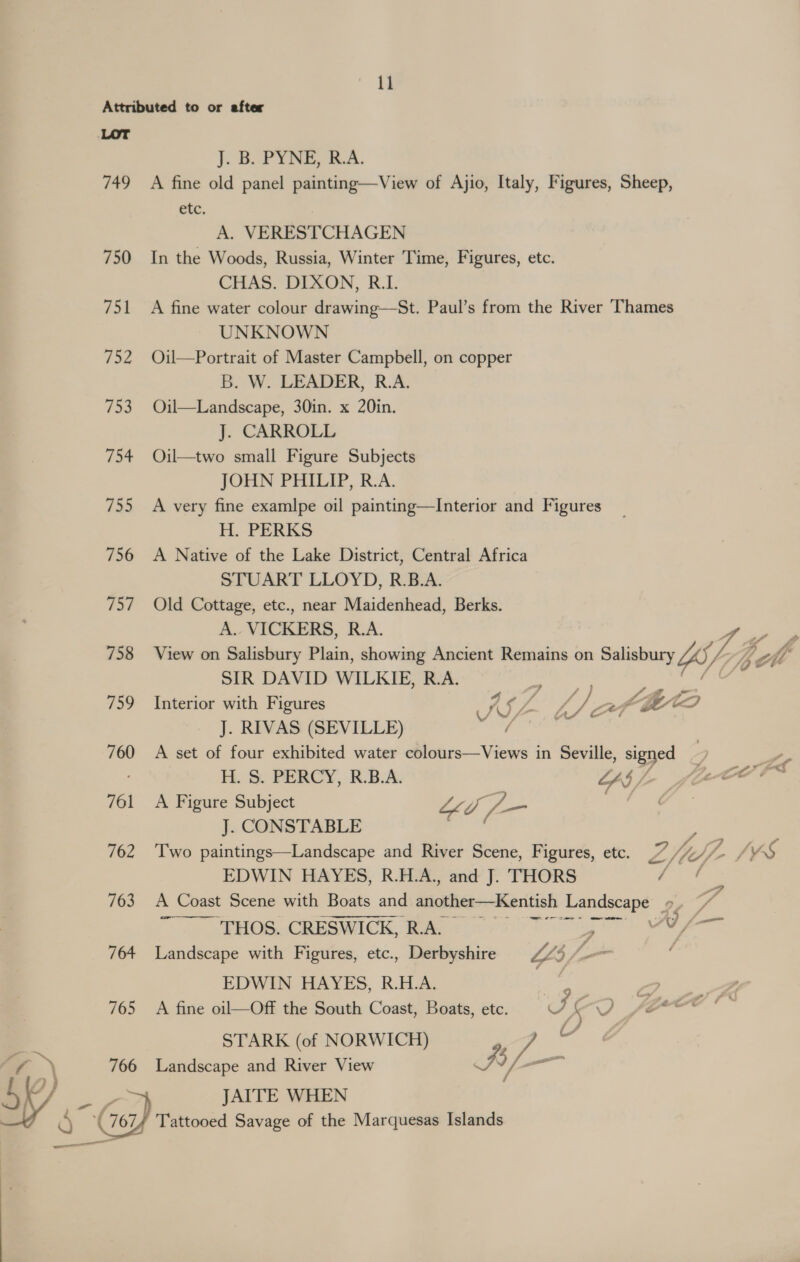 11
Attributed to or after
LOT
J. B. PYNE, R.A.
749 A fine old panel painting—View of Ajio, Italy, Figures, Sheep,
etc.
A. VERESTCHAGEN
750 In the Woods, Russia, Winter Time, Figures, etc.
CHAS. DIXON, R.I.
751 A fine water colour drawing—St. Paul's from the River Thames
UNKNOWN
752 Oil—Portrait of Master Campbell, on copper
B. W. LEADER, R.A.
753 Oil—Landscape, 30in. x 20in.
J. CARROLL
754 Oil—two small Figure Subjects
JOHN PHILIP, R.A.
755 A very fine examlpe oil painting—Interior and Figures
H. PERKS
756 A Native of the Lake District, Central Africa
STUART LLOYD, R.B.A.
757 Old Cottage, etc., near Maidenhead, Berks.
A. VICKERS, R.A.
758 View on Salisbury Plain, showing Ancient Remains on Salisbury
SIR DAVID WILKIE, R.A.
759 Interior with Figures
J. RIVAS (SEVILLE)
760 A set of four exhibited water colours—Views in Seville, signed
H. S. PERCY, R.B.A.
761 A Figure Subject
J. CONSTABLE
762 Two paintings—Landscape and River Scene, Figures, etc.
EDWIN HAYES, R.H.A., and J. THORS
763 A Coast Scene with Boats and another—Kentish Landscape
THOS. CRESWICK, R.A.
764 Landscape with Figures, etc., Derbyshire
EDWIN HAYES, R.H.A.
765 A fine oil—Off the South Coast, Boats, etc.
STARK (of NORWICH)
766 Landscape and River View
JAITE WHEN
767 Tattooed Savage of the Marquesas Islands